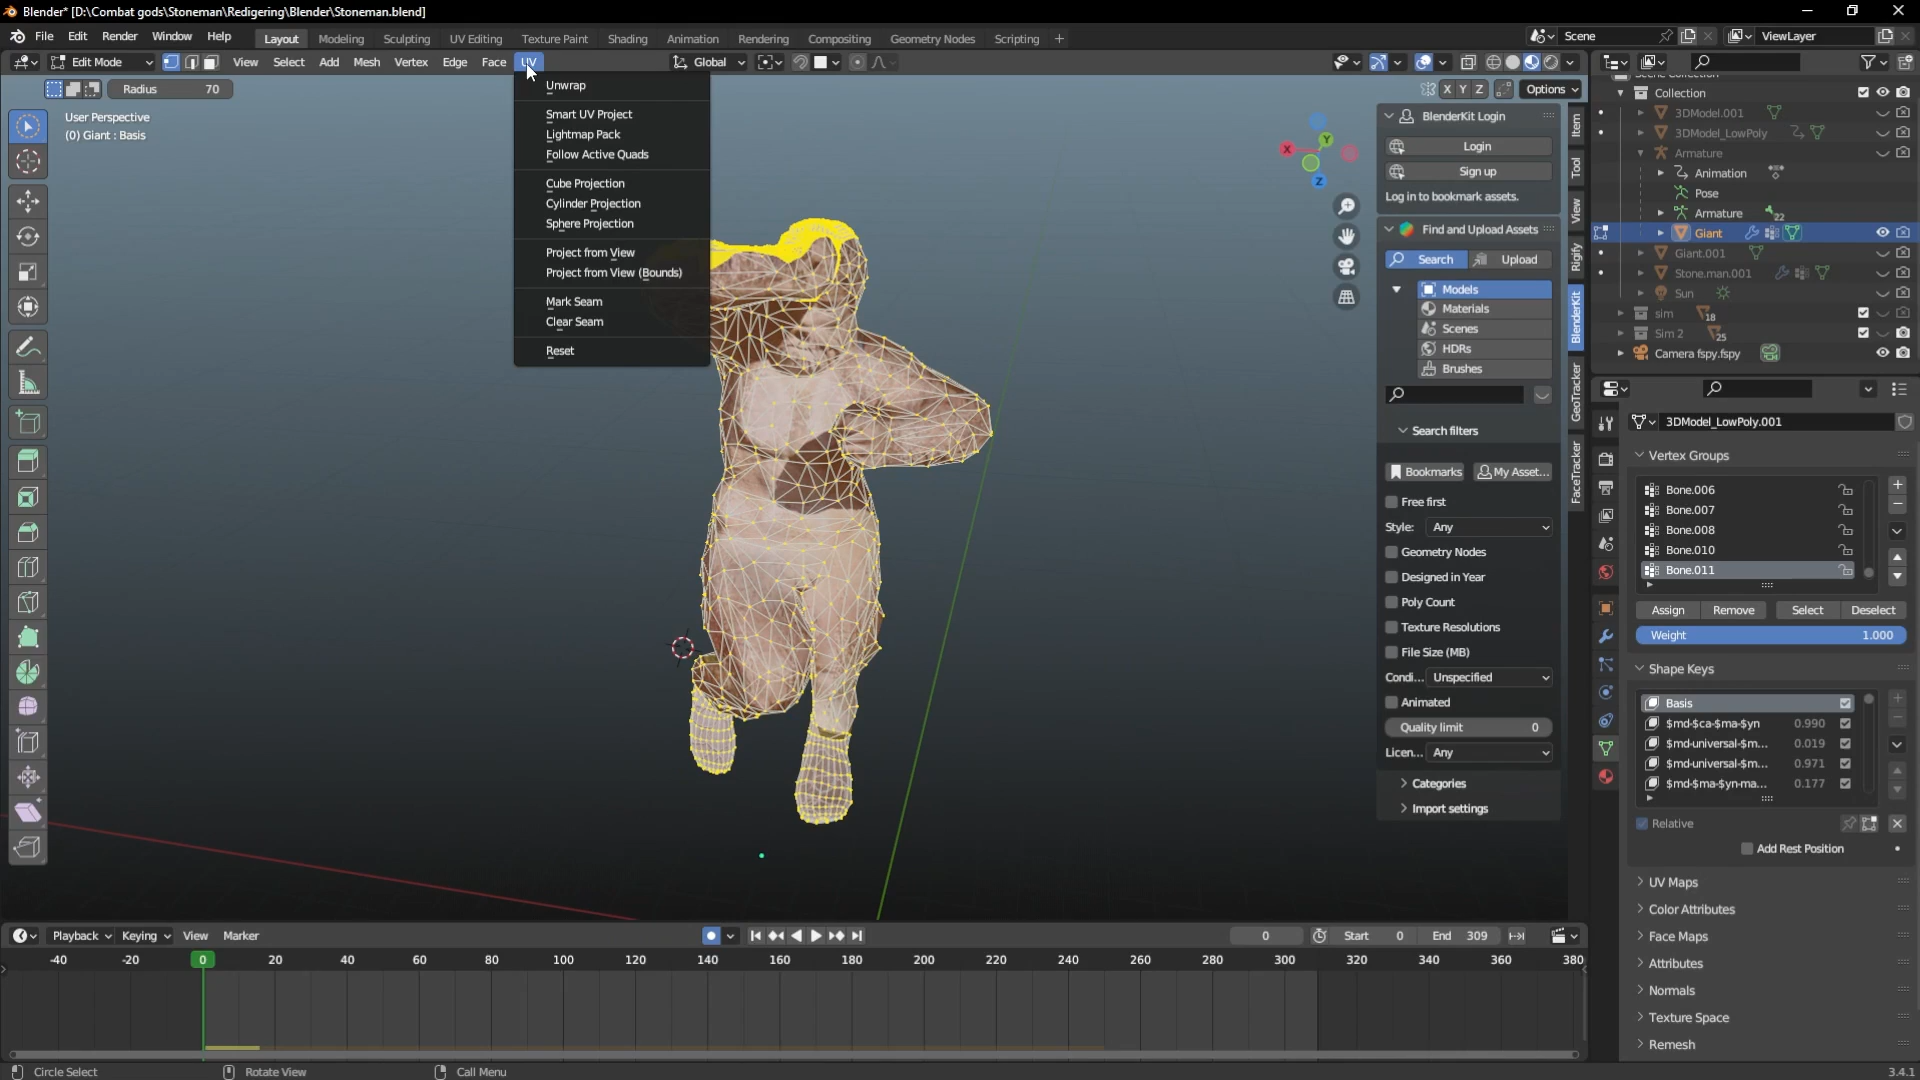 Blender* [D:\Combat gods\Stoneman\Redigering\Blender\Stoneman.blend]
File Edit Render Window Help Layout Modeling Sculpting UV Editing Texture Paint Shading Animation Rendering Compositing Geometry Nodes Scripting + Scene ViewLayer
Edit Mode View Select Add Mesh Vertex Edge Face UV Global
Radius 70 X Y Z Options
User Perspective
(0) Giant : Basis
Unwrap
Smart UV Project
Lightmap Pack
Follow Active Quads
Cube Projection
Cylinder Projection
Sphere Projection
Project from View
Project from View (Bounds)
Mark Seam
Clear Seam
Reset
X Y Z
BlenderKit Login
Login
Sign up
Log in to bookmark assets.
Find and Upload Assets
Search Upload
Models
Materials
Scenes
HDRs
Brushes
Search filters
Bookmarks My Asset...
Free first
Style: Any
Geometry Nodes
Designed in Year
Poly Count
Texture Resolutions
File Size (MB)
Condi... Unspecified
Animated
Quality limit 0
Licen... Any
Categories
Import settings
Item
Tool
View
Rigify
BlenderKit
GeoTracker
FaceTracker
Scene Collection
Collection
3DModel.001
3DModel_LowPoly
Armature
Animation
Pose
Armature 22
Giant
Giant.001
Stone.man.001
Sun
sim 18
Sim 2 25
Camera fspy.fspy
3DModel_LowPoly.001
Vertex Groups
Bone.006
Bone.007
Bone.008
Bone.010
Bone.011
Assign Remove Select Deselect
Weight 1.000
Shape Keys
Basis
$md-$ca-$ma-$yn 0.990
$md-universal-$m... 0.019
$md-universal-$m... 0.971
$md-$ma-$yn-ma... 0.177
Relative
Add Rest Position
UV Maps
Color Attributes
Face Maps
Attributes
Normals
Texture Space
Remesh
Playback Keying View Marker 0 Start 0 End 309
-40 -20 0 20 40 60 80 100 120 140 160 180 200 220 240 260 280 300 320 340 360 380
Circle Select Rotate View Call Menu 3.4.1